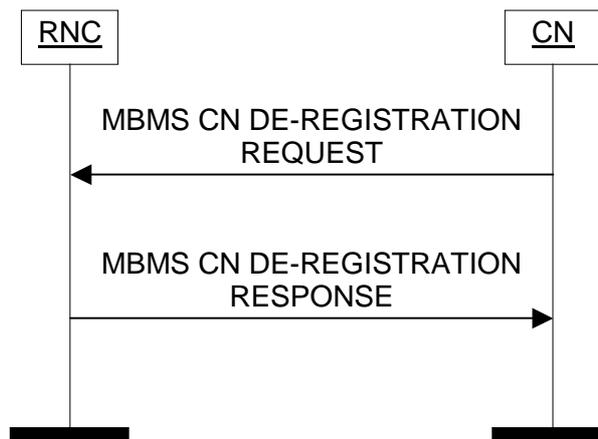 RNC
CN
MBMS CN DE-REGISTRATION
REQUEST
MBMS CN DE-REGISTRATION
RESPONSE